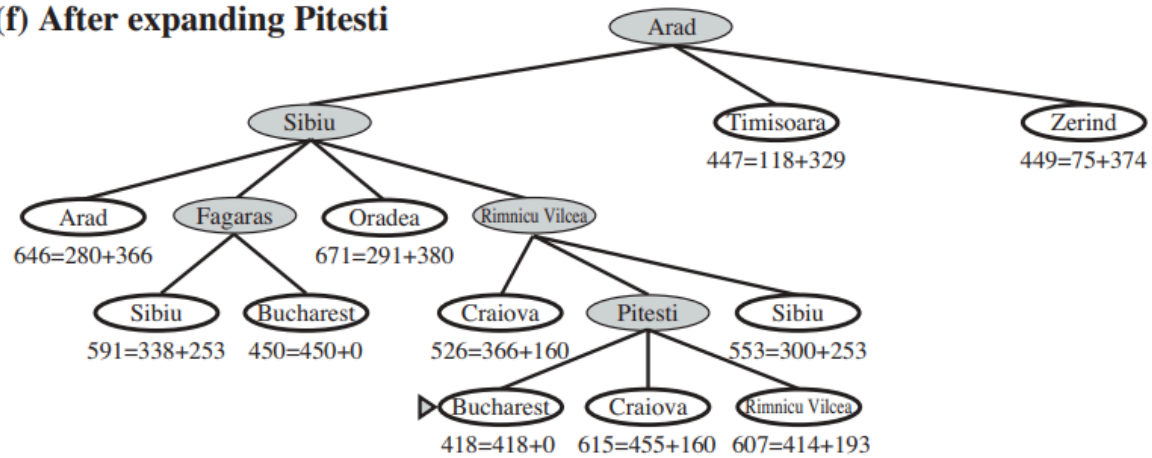 (f) After expanding Pitesti
Arad
Sibiu
Timisoara
Zerind
447=118+329
449=75+374
Arad
Fagaras
Oradea
Rimnicu Vilcea
646=280+366
671=291+380
Sibiu
Bucharest
Craiova
Pitesti
Sibiu
591=338+253
450=450+0
526=366+160
553=300+253
Bucharest
Craiova
Rimnicu Vilcea
418=418+0
615=455+160
607=414+193